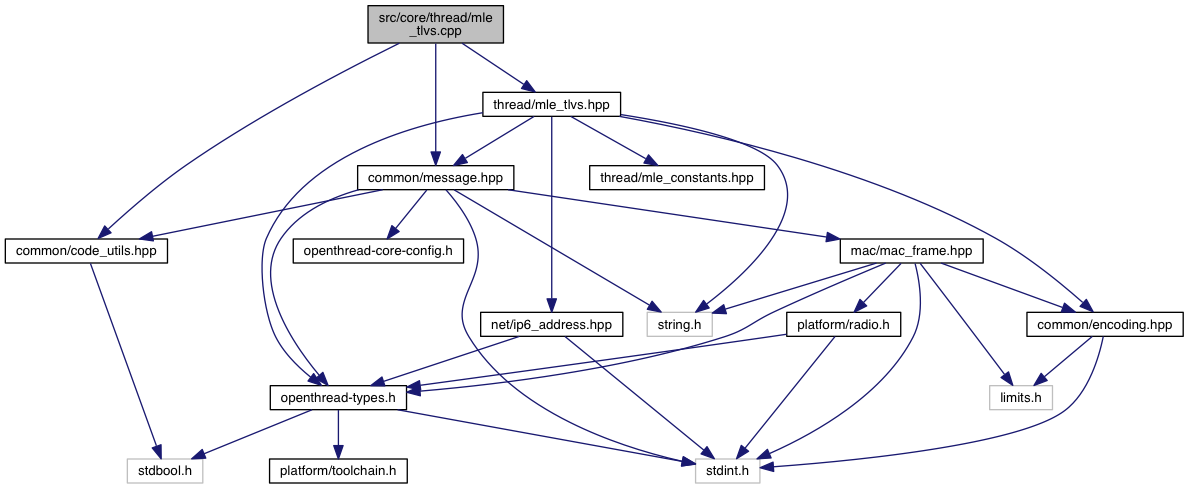 src/core/thread/mle
_tlvs.cpp
thread/mle_tlvs.hpp
common/message.hpp
thread/mle_constants.hpp
common/code_utils.hpp
openthread-core-config.h
mac/mac_frame.hpp
net/ip6_address.hpp
string.h
platform/radio.h
common/encoding.hpp
openthread-types.h
limits.h
stdbool.h
platform/toolchain.h
stdint.h